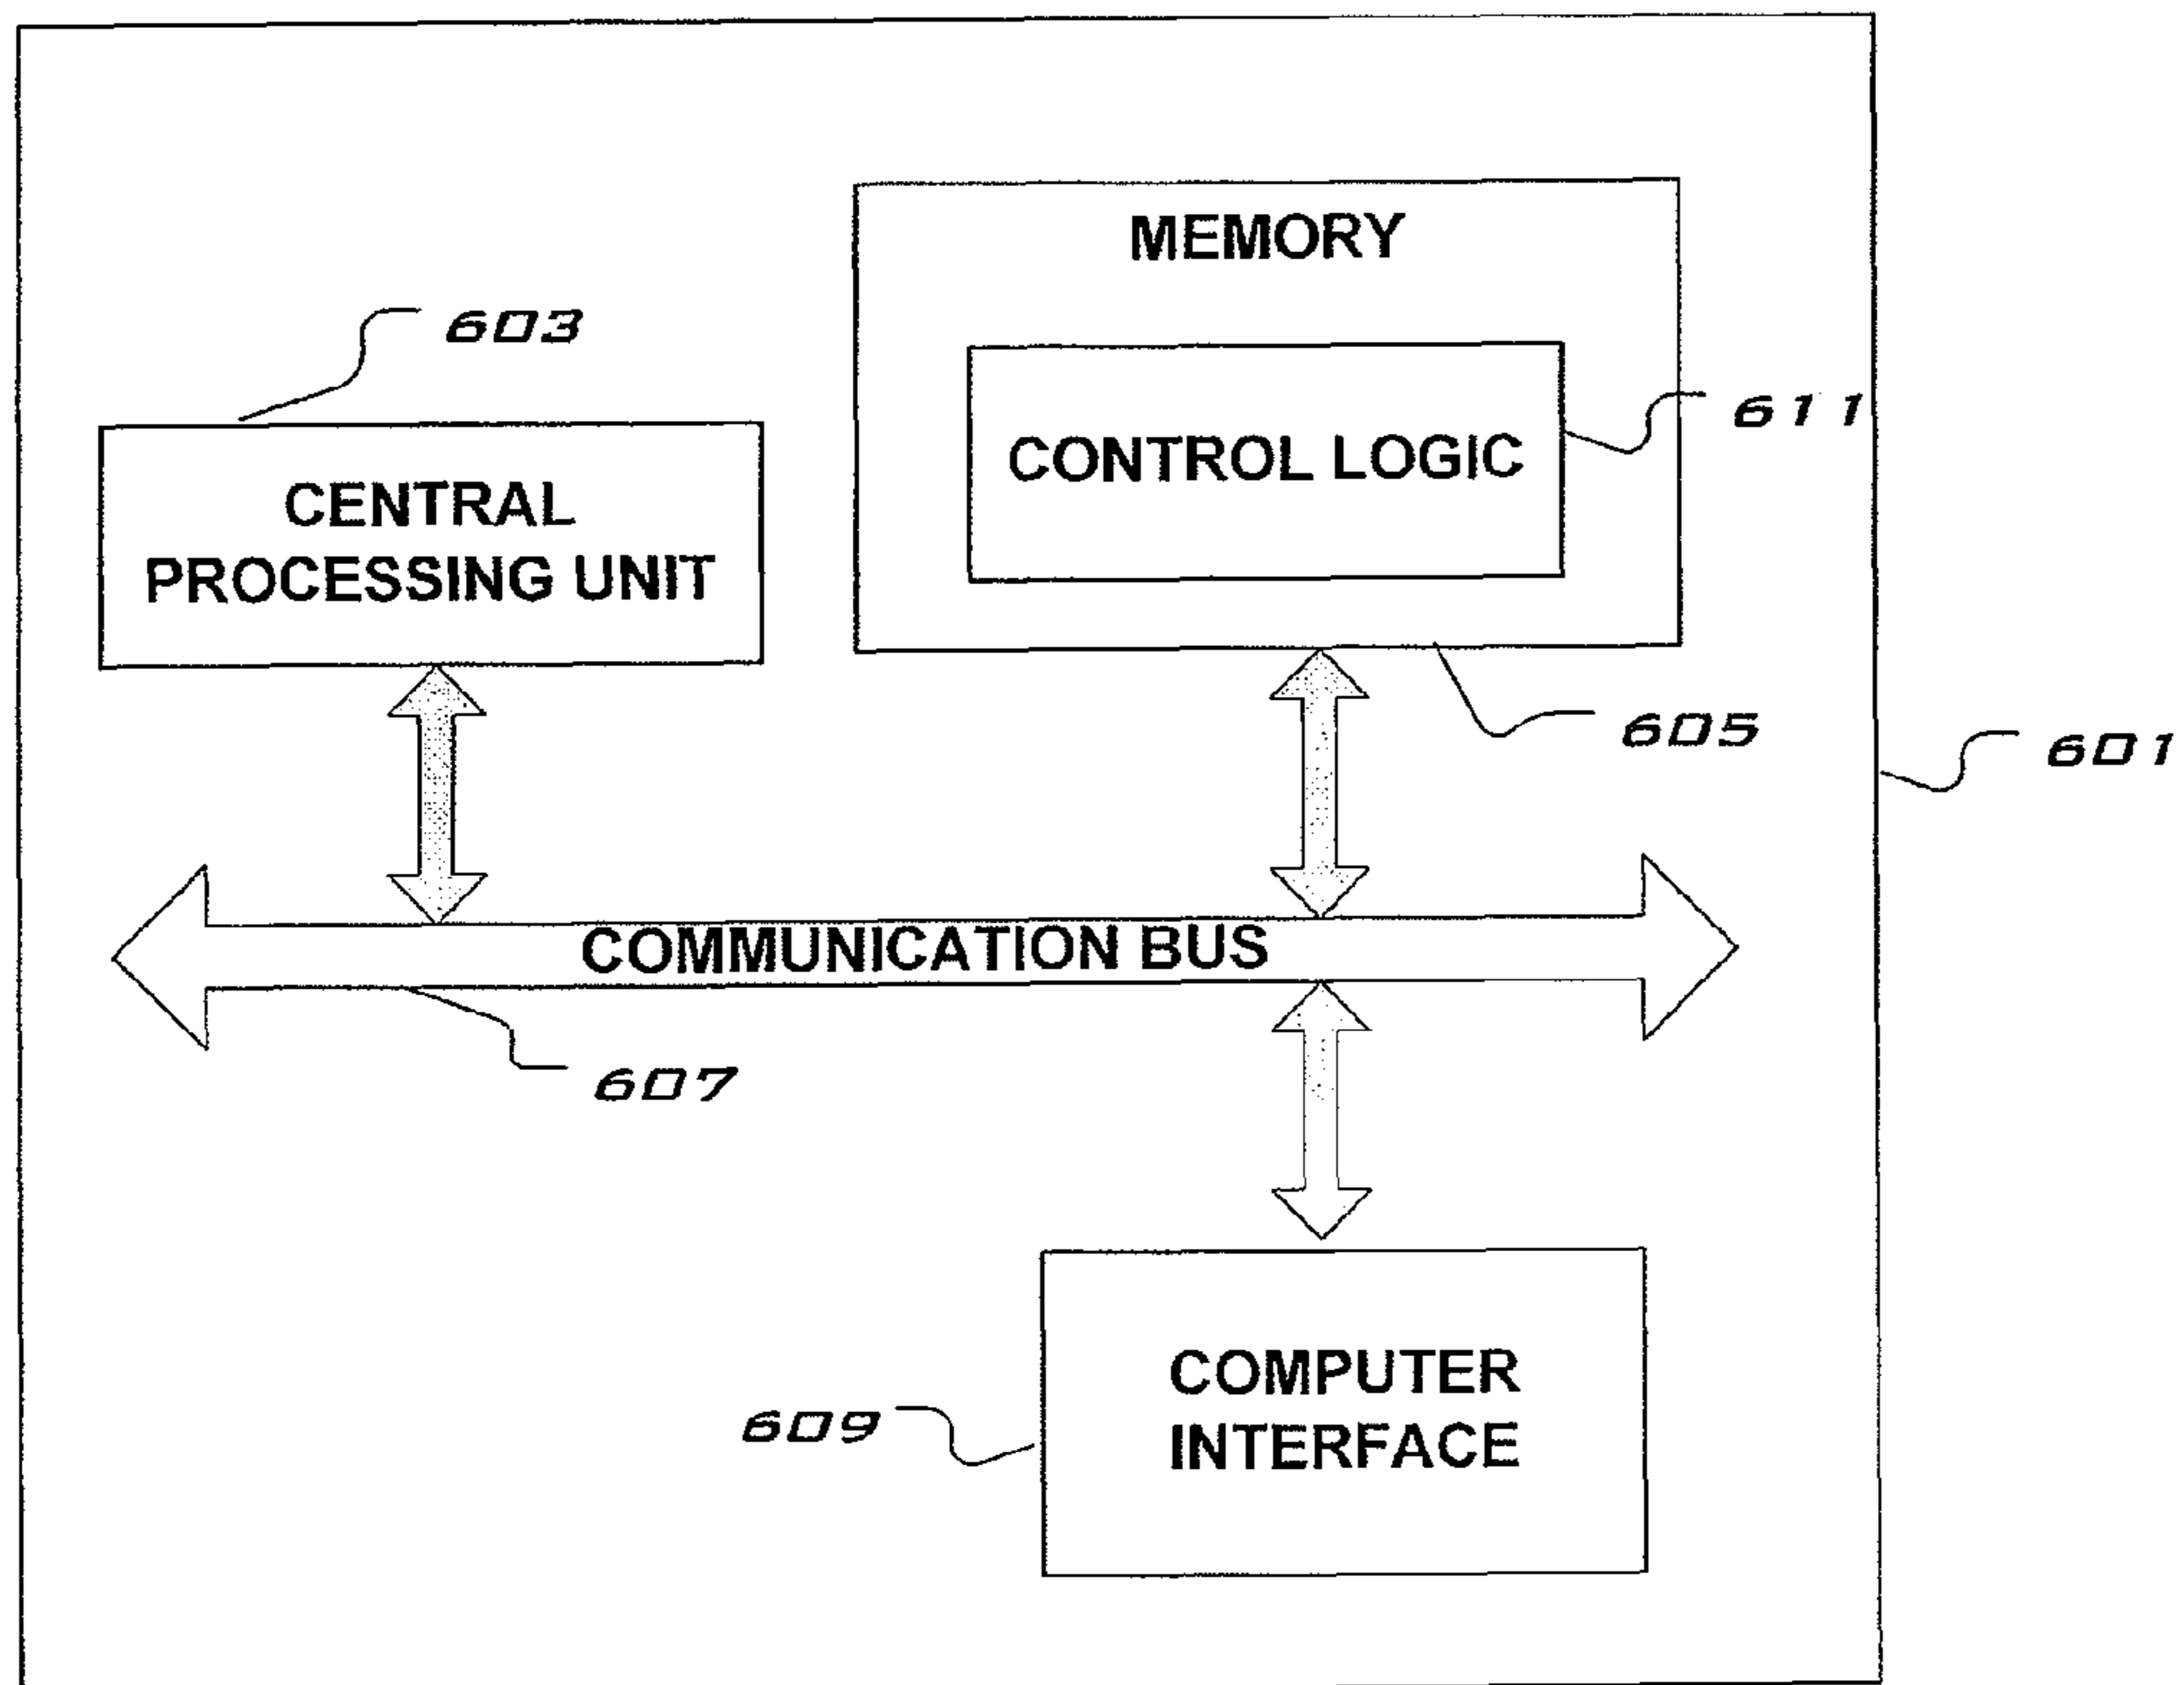 MEMORY
603
611
CONTROL LOGIC
CENTRAL
PROCESSING UNIT
605
601
COMMUNICATION BUS
607
COMPUTER
INTERFACE
609